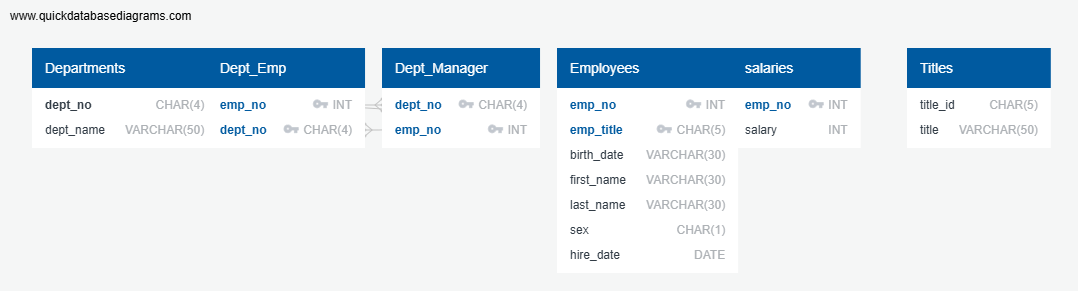 www.quickdatabasediagrams.com
Departments
dept_no CHAR(4)
dept_name VARCHAR(50)
Dept_Emp
emp_no INT
dept_no CHAR(4)
Dept_Manager
dept_no CHAR(4)
emp_no INT
Employees
emp_no INT
emp_title CHAR(5)
birth_date VARCHAR(30)
first_name VARCHAR(30)
last_name VARCHAR(30)
sex CHAR(1)
hire_date DATE
salaries
emp_no INT
salary INT
Titles
title_id CHAR(5)
title VARCHAR(50)